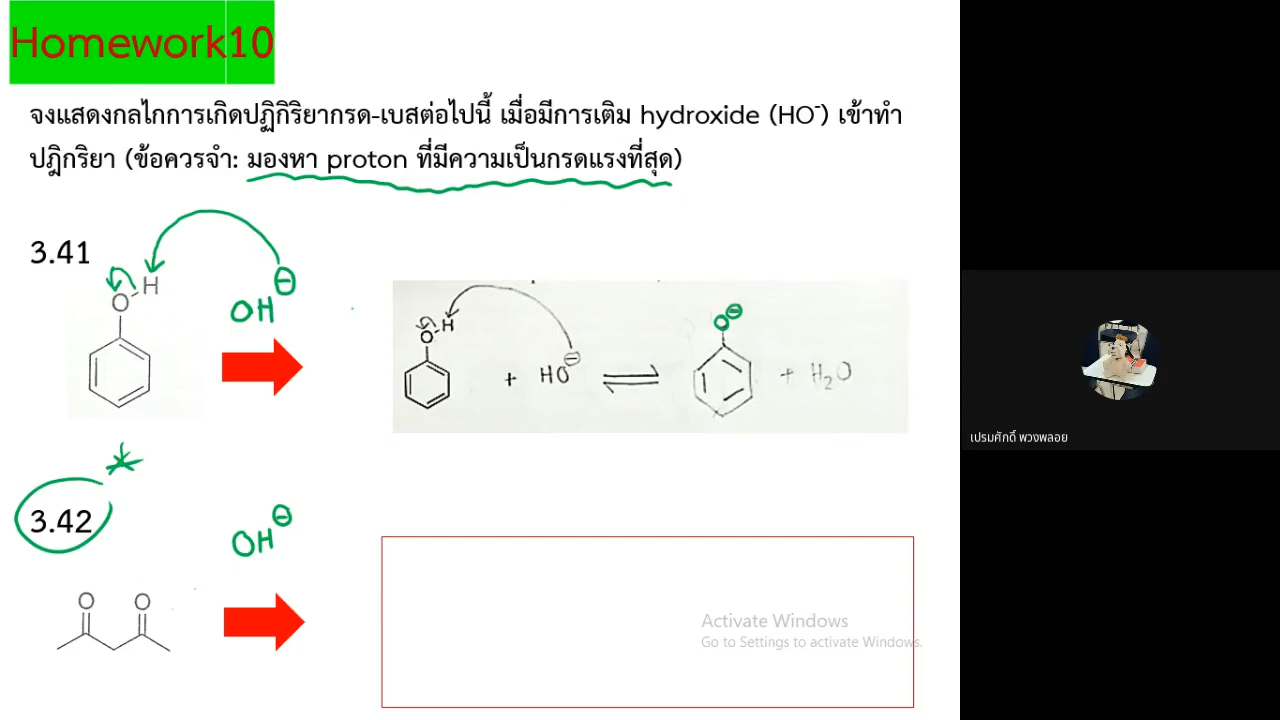 Homework10
จงแสดงกลไกการเกิดปฏิกิริยากรด-เบสต่อไปนี้ เมื่อมีการเติม hydroxide (HO⁻) เข้าทำ
ปฏิกริยา (ข้อควรจำ: มองหา proton ที่มีความเป็นกรดแรงที่สุด)
3.41
O H
OH⊖
O H
+ HO⊖
O⊖
+ H₂O
เปรมศักดิ์ พวงพลอย
3.42
OH⊖
O O
Activate Windows
Go to Settings to activate Windows.